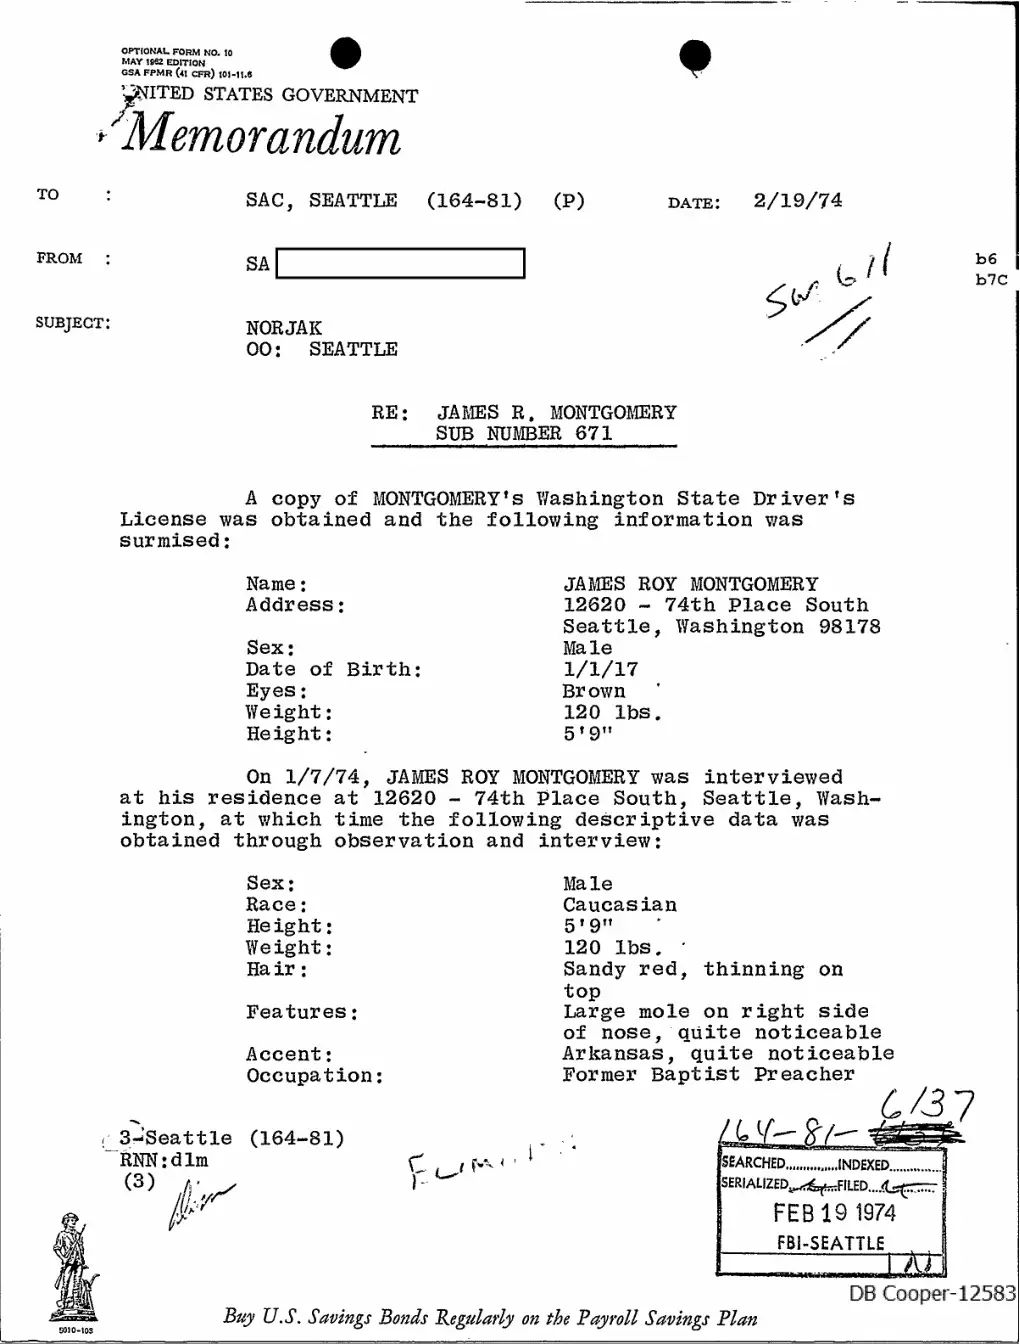 OPTIONAL FORM NO. 10
MAY 1962 EDITION
GSA FPMR (41 CFR) 101-11.6
UNITED STATES GOVERNMENT
Memorandum
TO : SAC, SEATTLE (164-81) (P) DATE: 2/19/74
FROM : SA b6
b7C
SUBJECT: NORJAK
OO: SEATTLE
RE: JAMES R. MONTGOMERY
SUB NUMBER 671
A copy of MONTGOMERY's Washington State Driver's
License was obtained and the following information was
surmised:
Name: JAMES ROY MONTGOMERY
Address: 12620 - 74th Place South
Seattle, Washington 98178
Sex: Male
Date of Birth: 1/1/17
Eyes: Brown
Weight: 120 lbs.
Height: 5'9"
On 1/7/74, JAMES ROY MONTGOMERY was interviewed
at his residence at 12620 - 74th Place South, Seattle, Wash-
ington, at which time the following descriptive data was
obtained through observation and interview:
Sex: Male
Race: Caucasian
Height: 5'9"
Weight: 120 lbs.
Hair: Sandy red, thinning on
top
Features: Large mole on right side
of nose, quite noticeable
Accent: Arkansas, quite noticeable
Occupation: Former Baptist Preacher
6137
3-Seattle (164-81) 164-81-
RNN:dlm
(3)
SEARCHED..............INDEXED..............
SERIALIZED..........FILED..........
FEB 19 1974
FBI-SEATTLE
DB Cooper-12583
Buy U.S. Savings Bonds Regularly on the Payroll Savings Plan
5010-103